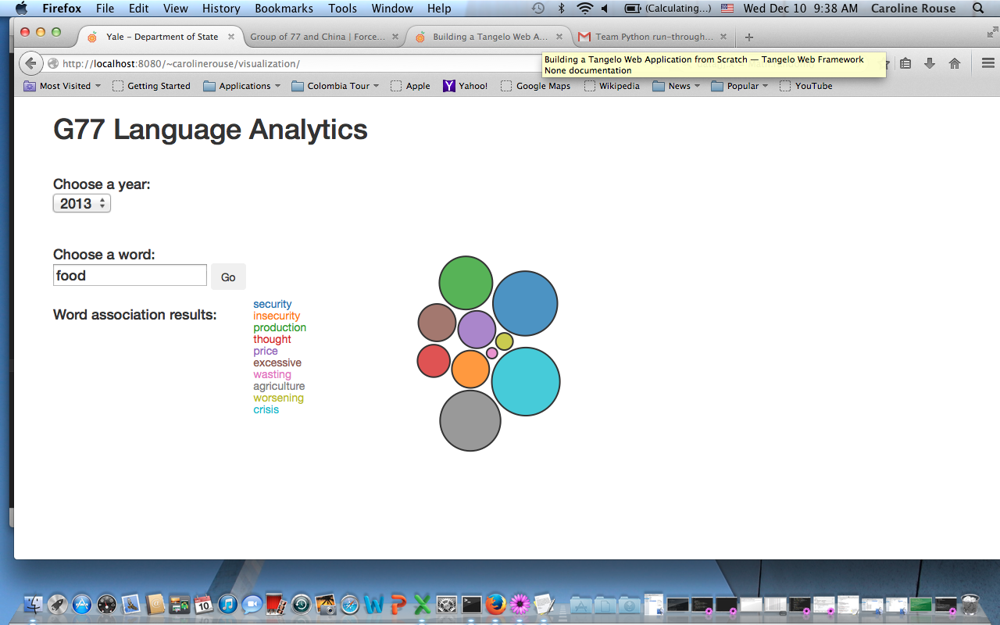 Firefox File Edit View History Bookmarks Tools Window Help (Calculating...) Wed Dec 10 9:38 AM Caroline Rouse
Yale – Department of State Group of 77 and China | Force... Building a Tangelo Web A... Team Python run-through...
http://localhost:8080/~carolinerouse/visualization/
Building a Tangelo Web Application from Scratch — Tangelo Web Framework
None documentation
Most Visited Getting Started Applications Colombia Tour Apple Yahoo! Google Maps Wikipedia News Popular YouTube
G77 Language Analytics
Choose a year:
2013
Choose a word:
food Go
Word association results:
security
insecurity
production
thought
price
excessive
wasting
agriculture
worsening
crisis